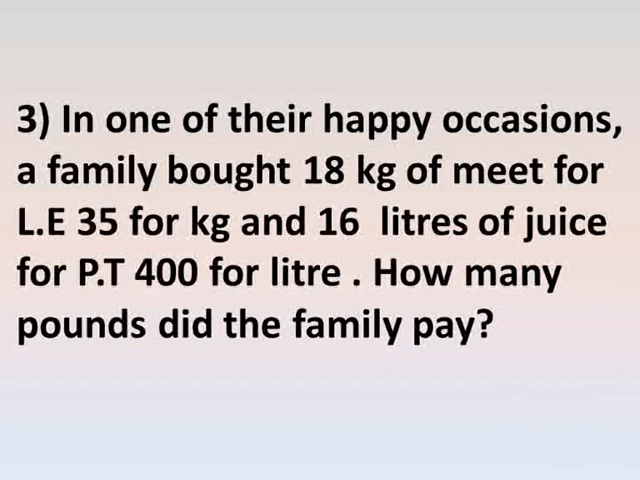 3) In one of their happy occasions,
a family bought 18 kg of meet for
L.E 35 for kg and 16 litres of juice
for P.T 400 for litre . How many
pounds did the family pay?